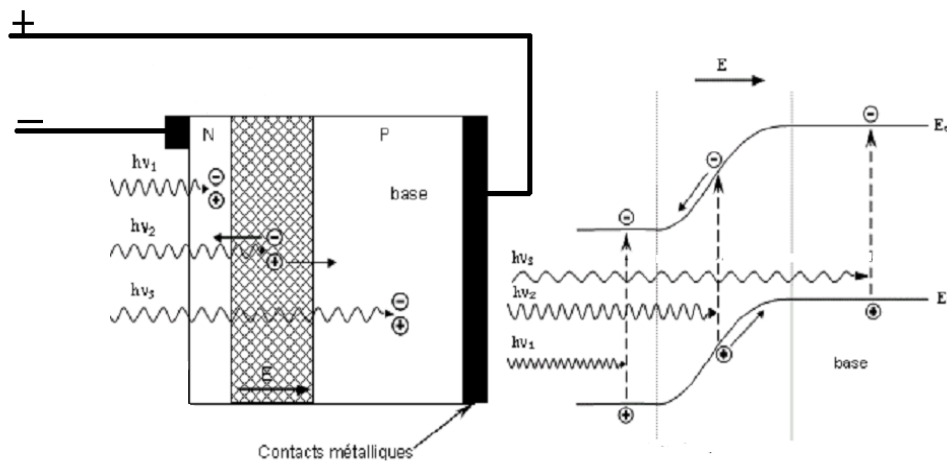 +
−
N
P
base
hν₁
hν₂
hν₃
E
Contacts métalliques
E
hν₃
hν₂
hν₁
E
base